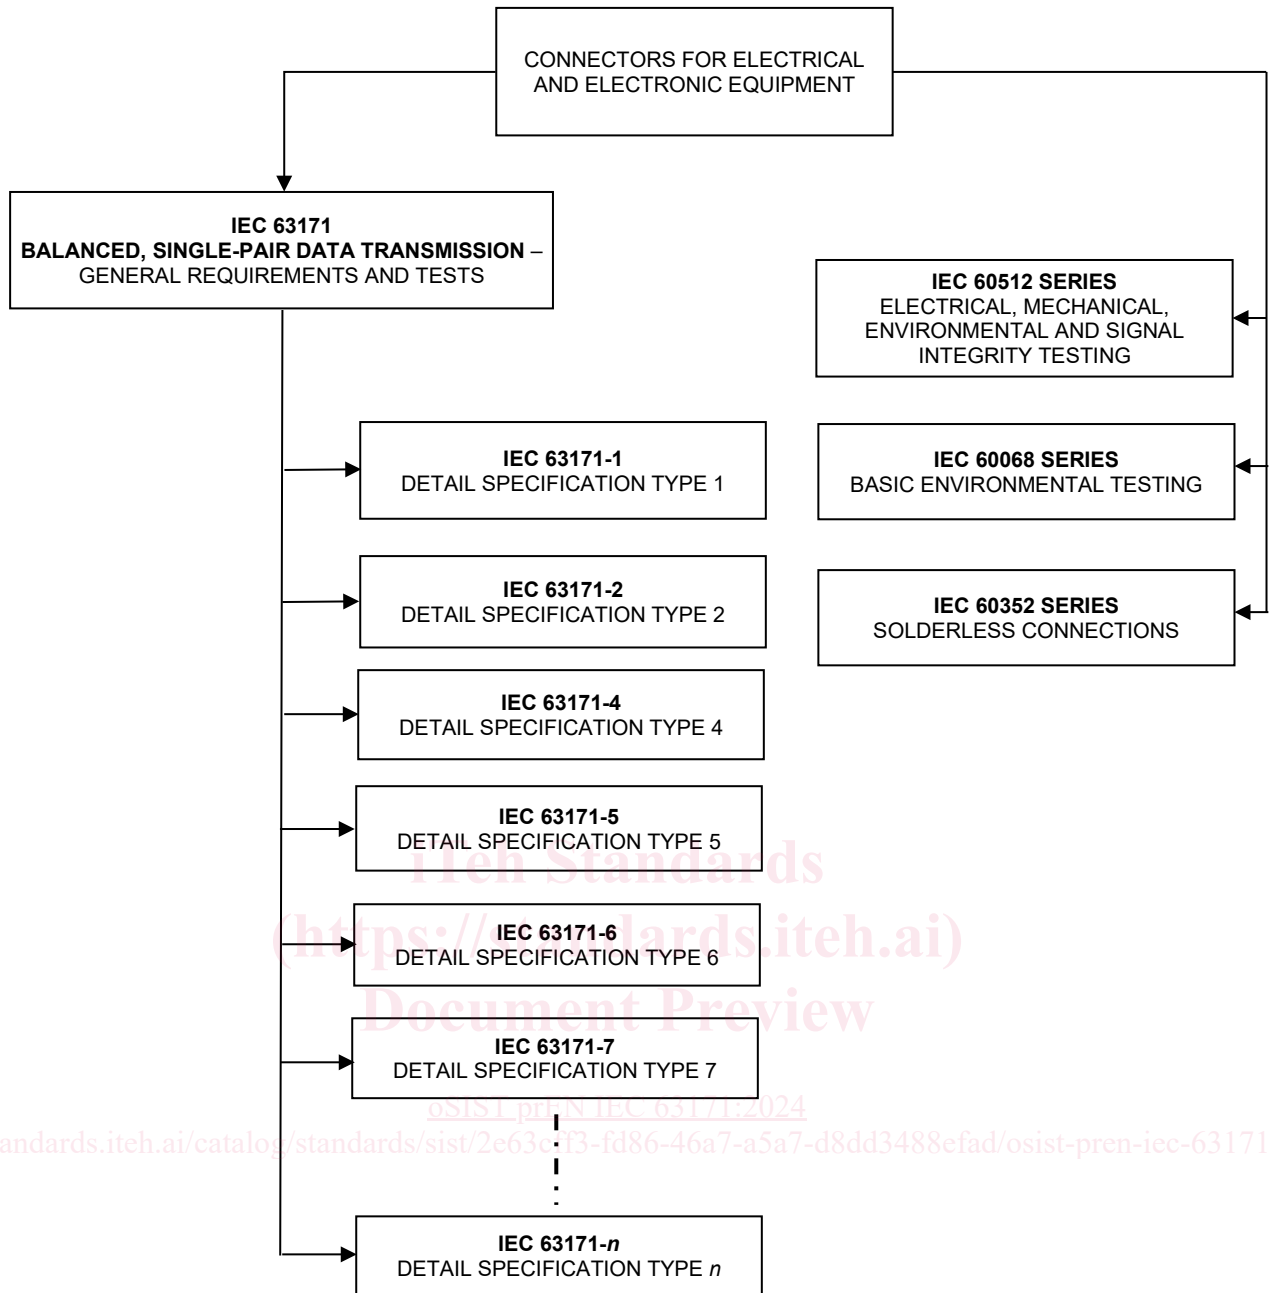 CONNECTORS FOR ELECTRICAL
AND ELECTRONIC EQUIPMENT
IEC 63171
BALANCED, SINGLE-PAIR DATA TRANSMISSION –
GENERAL REQUIREMENTS AND TESTS
IEC 60512 SERIES
ELECTRICAL, MECHANICAL,
ENVIRONMENTAL AND SIGNAL
INTEGRITY TESTING
IEC 63171-1
DETAIL SPECIFICATION TYPE 1
IEC 60068 SERIES
BASIC ENVIRONMENTAL TESTING
IEC 63171-2
DETAIL SPECIFICATION TYPE 2
IEC 60352 SERIES
SOLDERLESS CONNECTIONS
IEC 63171-4
DETAIL SPECIFICATION TYPE 4
IEC 63171-5
DETAIL SPECIFICATION TYPE 5
iTeh Standards
(https://standards.iteh.ai)
Document Preview
IEC 63171-6
DETAIL SPECIFICATION TYPE 6
IEC 63171-7
DETAIL SPECIFICATION TYPE 7
oSIST prEN IEC 63171:2024
andards.iteh.ai/catalog/standards/sist/2e63cff3-fd86-46a7-a5a7-d8dd3488efad/osist-pren-iec-63171
IEC 63171-n
DETAIL SPECIFICATION TYPE n